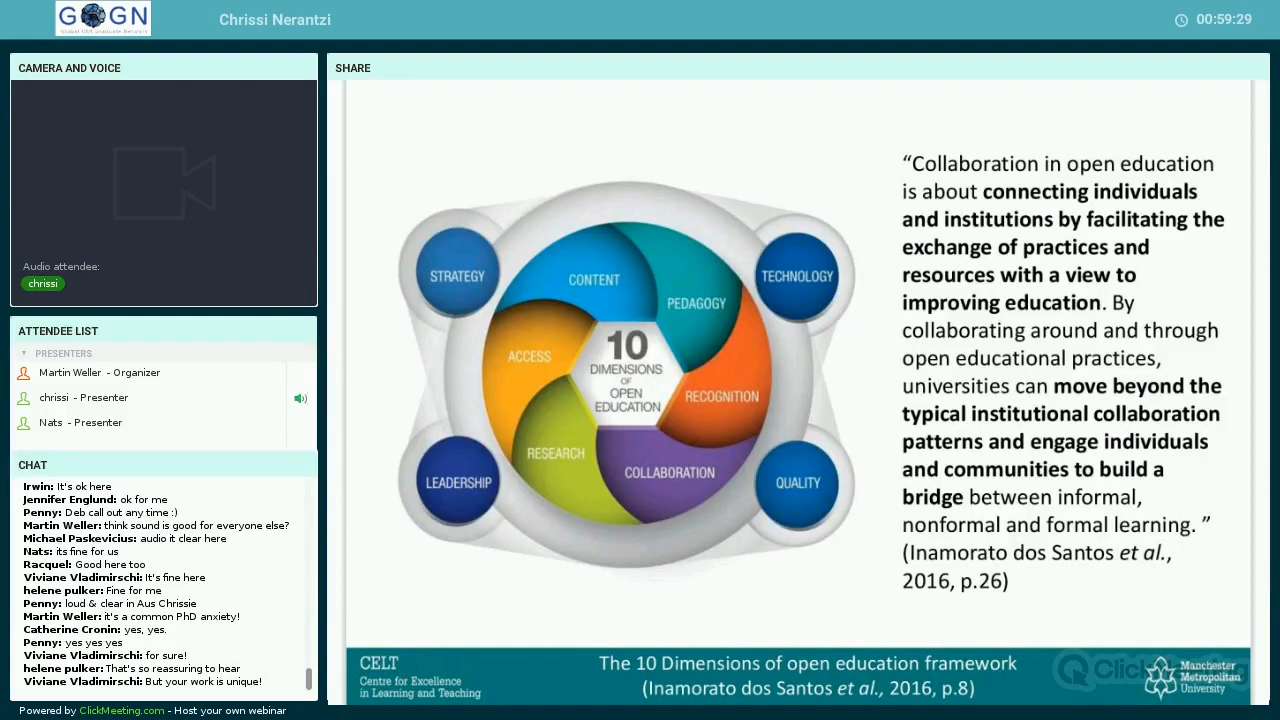 GOGN
Global OER Graduate Network
Chrissi Nerantzi
00:59:29
CAMERA AND VOICE
Audio attendee:
chrissi
ATTENDEE LIST
PRESENTERS
Martin Weller - Organizer
chrissi - Presenter
Nats - Presenter
CHAT
Irwin: It's ok here
Jennifer Englund: ok for me
Penny: Deb call out any time :)
Martin Weller: think sound is good for everyone else?
Michael Paskevicius: audio it clear here
Nats: its fine for us
Racquel: Good here too
Viviane Vladimirschi: It's fine here
helene pulker: Fine for me
Penny: loud & clear in Aus Chrissie
Martin Weller: it's a common PhD anxiety!
Catherine Cronin: yes, yes.
Penny: yes yes yes
Viviane Vladimirschi: for sure!
helene pulker: That's so reassuring to hear
Viviane Vladimirschi: But your work is unique!
Powered by ClickMeeting.com - Host your own webinar
SHARE
STRATEGY
TECHNOLOGY
CONTENT
PEDAGOGY
ACCESS
10
DIMENSIONS
OF
OPEN
EDUCATION
RECOGNITION
RESEARCH
COLLABORATION
LEADERSHIP
QUALITY
“Collaboration in open education
is about connecting individuals
and institutions by facilitating the
exchange of practices and
resources with a view to
improving education. By
collaborating around and through
open educational practices,
universities can move beyond the
typical institutional collaboration
patterns and engage individuals
and communities to build a
bridge between informal,
nonformal and formal learning. ”
(Inamorato dos Santos et al.,
2016, p.26)
CELT
Centre for Excellence
in Learning and Teaching
The 10 Dimensions of open education framework
(Inamorato dos Santos et al., 2016, p.8)
ClickMeeting
Manchester
Metropolitan
University